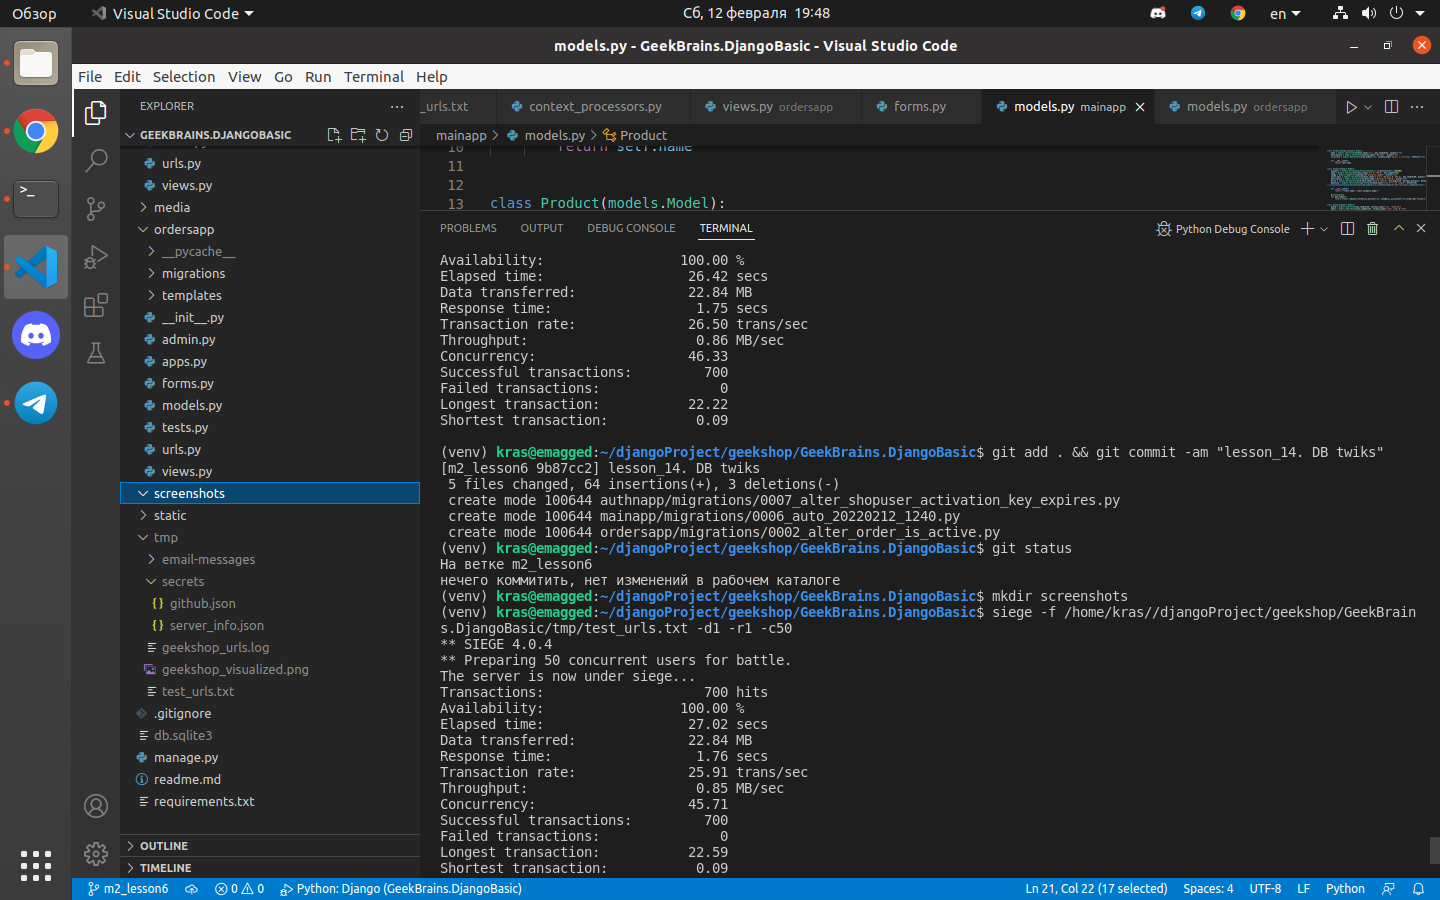 Обзор
Visual Studio Code
Сб, 12 февраля 19:48
en
models.py - GeekBrains.DjangoBasic - Visual Studio Code
File Edit Selection View Go Run Terminal Help
EXPLORER
GEEKBRAINS.DJANGOBASIC
urls.py
views.py
media
ordersapp
__pycache__
migrations
templates
__init__.py
admin.py
apps.py
forms.py
models.py
tests.py
urls.py
views.py
screenshots
static
tmp
email-messages
secrets
github.json
server_info.json
geekshop_urls.log
geekshop_visualized.png
test_urls.txt
.gitignore
db.sqlite3
manage.py
readme.md
requirements.txt
OUTLINE
TIMELINE
_urls.txt context_processors.py views.py ordersapp forms.py models.py mainapp models.py ordersapp
mainapp > models.py > Product
10 return self.name
11
12
13 class Product(models.Model):
PROBLEMS OUTPUT DEBUG CONSOLE TERMINAL
Python Debug Console
Availability: 100.00 %
Elapsed time: 26.42 secs
Data transferred: 22.84 MB
Response time: 1.75 secs
Transaction rate: 26.50 trans/sec
Throughput: 0.86 MB/sec
Concurrency: 46.33
Successful transactions: 700
Failed transactions: 0
Longest transaction: 22.22
Shortest transaction: 0.09
(venv) kras@emagged:~/djangoProject/geekshop/GeekBrains.DjangoBasic$ git add . && git commit -am "lesson_14. DB twiks"
[m2_lesson6 9b87cc2] lesson_14. DB twiks
5 files changed, 64 insertions(+), 3 deletions(-)
create mode 100644 authnapp/migrations/0007_alter_shopuser_activation_key_expires.py
create mode 100644 mainapp/migrations/0006_auto_20220212_1240.py
create mode 100644 ordersapp/migrations/0002_alter_order_is_active.py
(venv) kras@emagged:~/djangoProject/geekshop/GeekBrains.DjangoBasic$ git status
На ветке m2_lesson6
нечего коммитить, нет изменений в рабочем каталоге
(venv) kras@emagged:~/djangoProject/geekshop/GeekBrains.DjangoBasic$ mkdir screenshots
(venv) kras@emagged:~/djangoProject/geekshop/GeekBrains.DjangoBasic$ siege -f /home/kras//djangoProject/geekshop/GeekBrain
s.DjangoBasic/tmp/test_urls.txt -d1 -r1 -c50
** SIEGE 4.0.4
** Preparing 50 concurrent users for battle.
The server is now under siege...
Transactions: 700 hits
Availability: 100.00 %
Elapsed time: 27.02 secs
Data transferred: 22.84 MB
Response time: 1.76 secs
Transaction rate: 25.91 trans/sec
Throughput: 0.85 MB/sec
Concurrency: 45.71
Successful transactions: 700
Failed transactions: 0
Longest transaction: 22.59
Shortest transaction: 0.09
m2_lesson6 0 0 Python: Django (GeekBrains.DjangoBasic) Ln 21, Col 22 (17 selected) Spaces: 4 UTF-8 LF Python